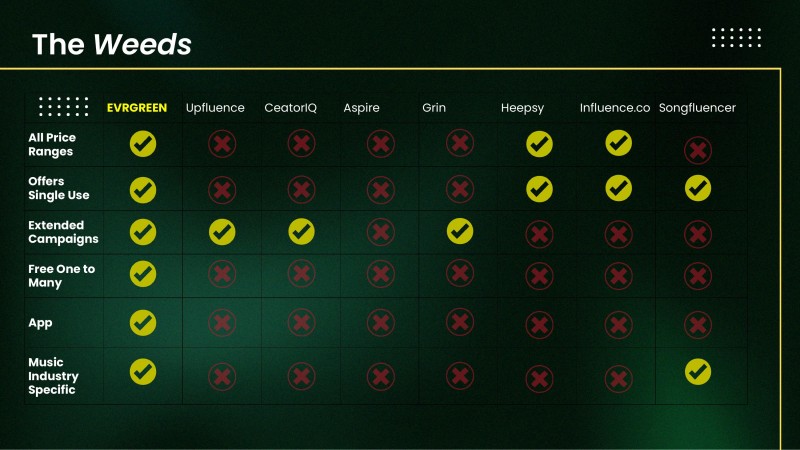 The Weeds
EVRGREEN Upfluence CeatorIQ Aspire Grin Heepsy Influence.co Songfluencer
All Price
Ranges
Offers
Single Use
Extended
Campaigns
Free One to
Many
App
Music
Industry
Specific